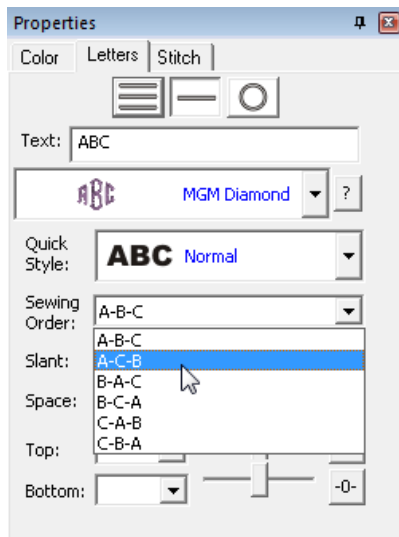 Properties
Color Letters Stitch
Text: ABC
ABC MGM Diamond ?
Quick Style: ABC Normal
Sewing Order: A-B-C
A-B-C
Slant: A-C-B
B-A-C
Space: B-C-A
C-A-B
Top: C-B-A
Bottom: -0-